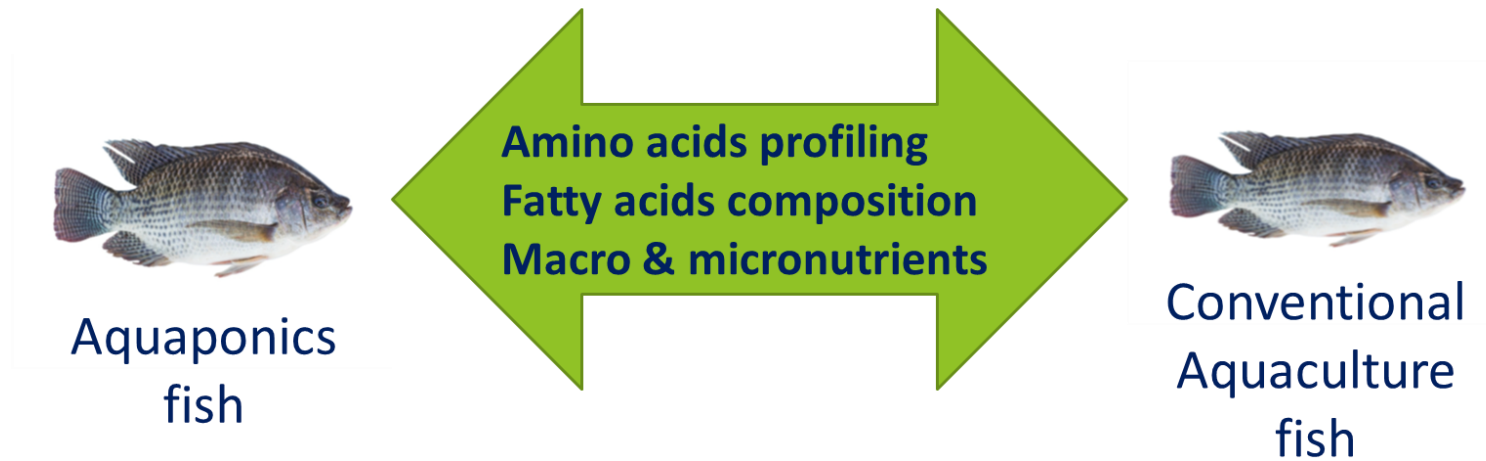 Amino acids profiling
Fatty acids composition
Macro & micronutrients
Aquaponics
fish
Conventional
Aquaculture
fish